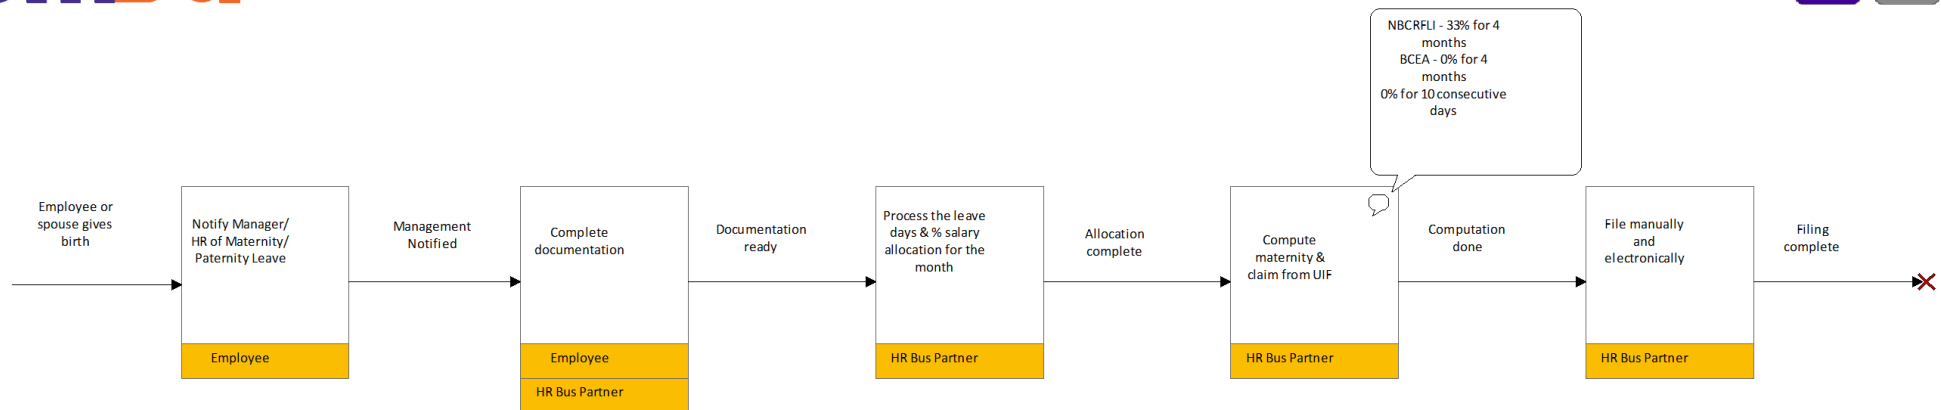 NBCRFLI - 33% for 4
months
BCEA - 0% for 4
months
0% for 10 consecutive
days
Employee or
spouse gives
birth
Notify Manager/
HR of Maternity/
Paternity Leave
Employee
Management
Notified
Complete
documentation
Employee
HR Bus Partner
Documentation
ready
Process the leave
days & % salary
allocation for the
month
HR Bus Partner
Allocation
complete
Compute
maternity &
claim from UIF
HR Bus Partner
Computation
done
File manually
and
electronically
HR Bus Partner
Filing
complete